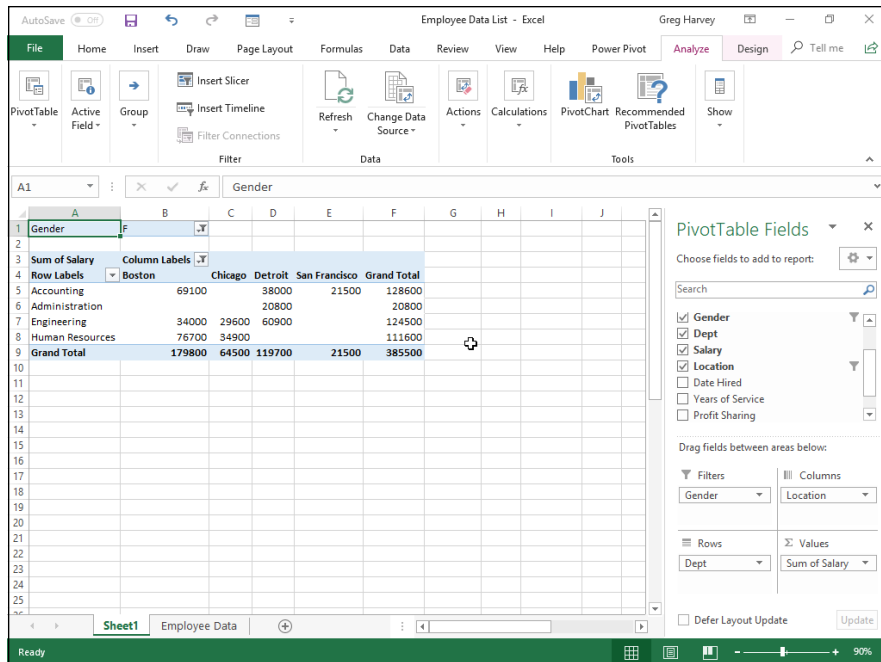 AutoSave Off Employee Data List - Excel Greg Harvey
File Home Insert Draw Page Layout Formulas Data Review View Help Power Pivot Analyze Design Tell me
PivotTable
Active Field
Group
Insert Slicer
Insert Timeline
Filter Connections
Filter
Refresh
Change Data Source
Data
Actions
Calculations
PivotChart
Recommended PivotTables
Tools
Show
A1 fx Gender
A B C D E F G H I J
1 Gender F
2
3 Sum of Salary Column Labels
4 Row Labels Boston Chicago Detroit San Francisco Grand Total
5 Accounting 69100 38000 21500 128600
6 Administration 20800 20800
7 Engineering 34000 29600 60900 124500
8 Human Resources 76700 34900 111600
9 Grand Total 179800 64500 119700 21500 385500
10
11
12
13
14
15
16
17
18
19
20
21
22
23
24
25
PivotTable Fields
Choose fields to add to report:
Search
Gender
Dept
Salary
Location
Date Hired
Years of Service
Profit Sharing
Drag fields between areas below:
Filters
Gender
Columns
Location
Rows
Dept
Σ Values
Sum of Salary
Defer Layout Update Update
Sheet1 Employee Data
Ready 90%